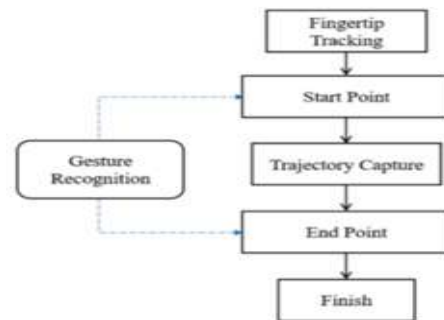 Fingertip
Tracking
Start Point
Gesture
Recognition
Trajectory Capture
End Point
Finish